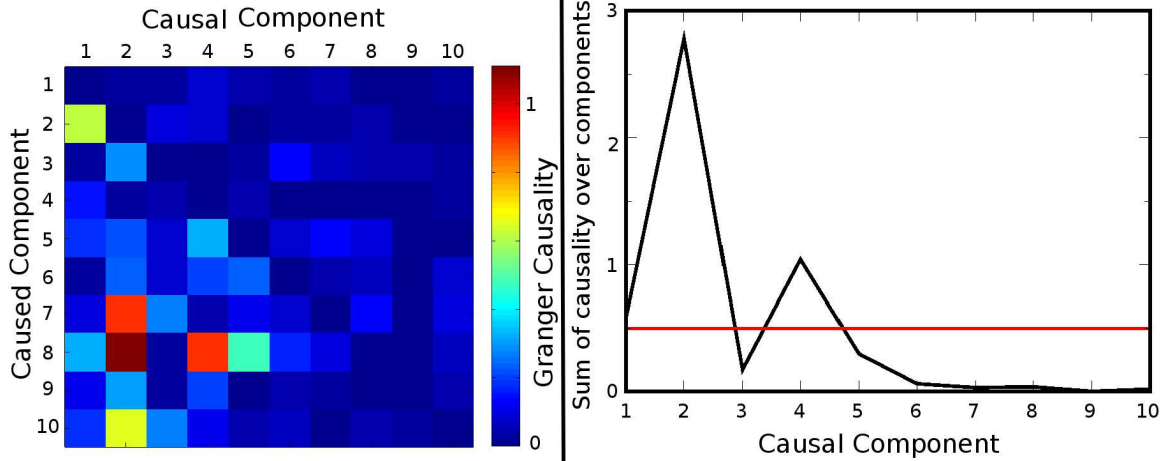 Causal Component
1 2 3 4 5 6 7 8 9 10
Caused Component
1
2
3
4
5
6
7
8
9
10
1
0
Granger Causality
Sum of causality over components
3
2
1
0
1 2 3 4 5 6 7 8 9 10
Causal Component